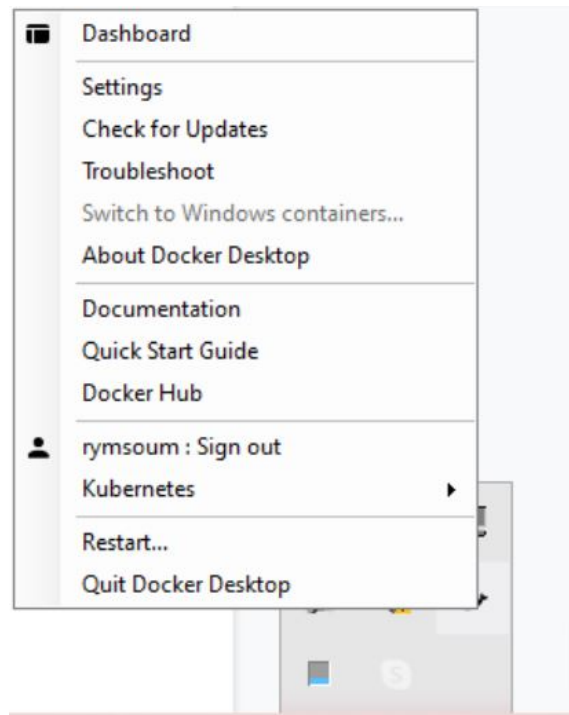 Dashboard
Settings
Check for Updates
Troubleshoot
Switch to Windows containers...
About Docker Desktop
Documentation
Quick Start Guide
Docker Hub
rymsoum : Sign out
Kubernetes
Restart...
Quit Docker Desktop